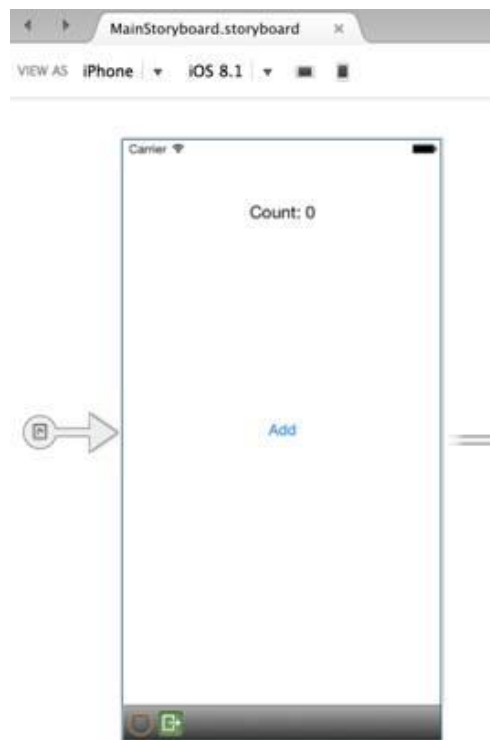 MainStoryboard.storyboard
VIEW AS iPhone iOS 8.1
Carrier
Count: 0
Add